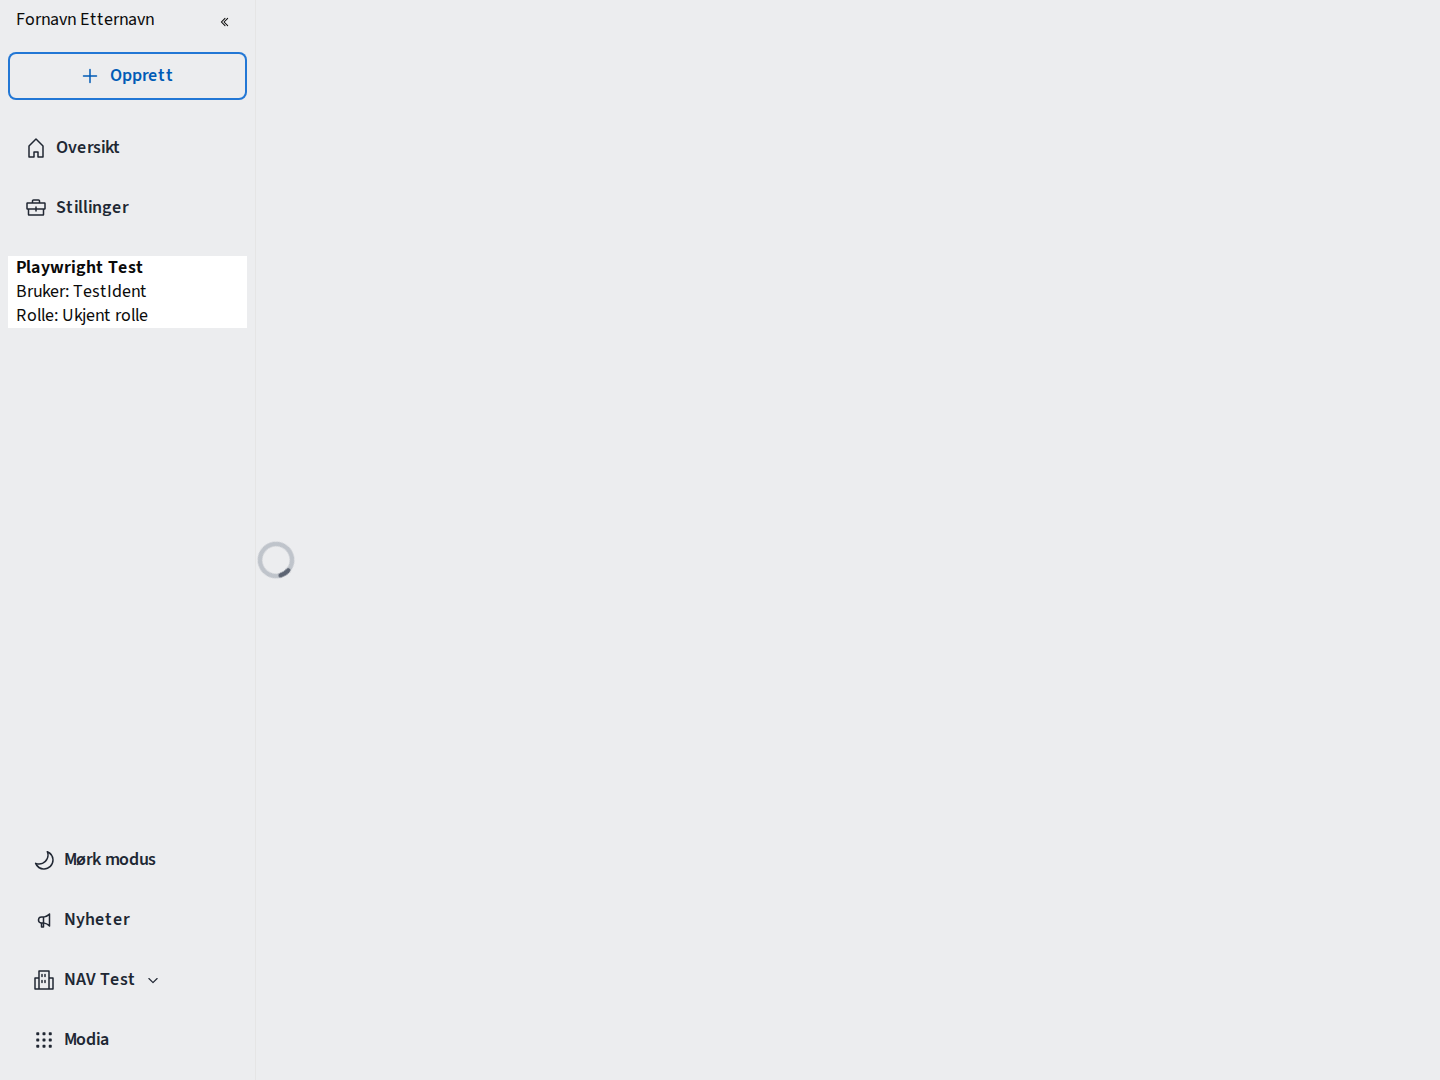 Fornavn Etternavn
Opprett
Oversikt
Stillinger
Playwright Test
Bruker: TestIdent
Rolle: Ukjent rolle
Mørk modus
Nyheter
NAV Test
Modia